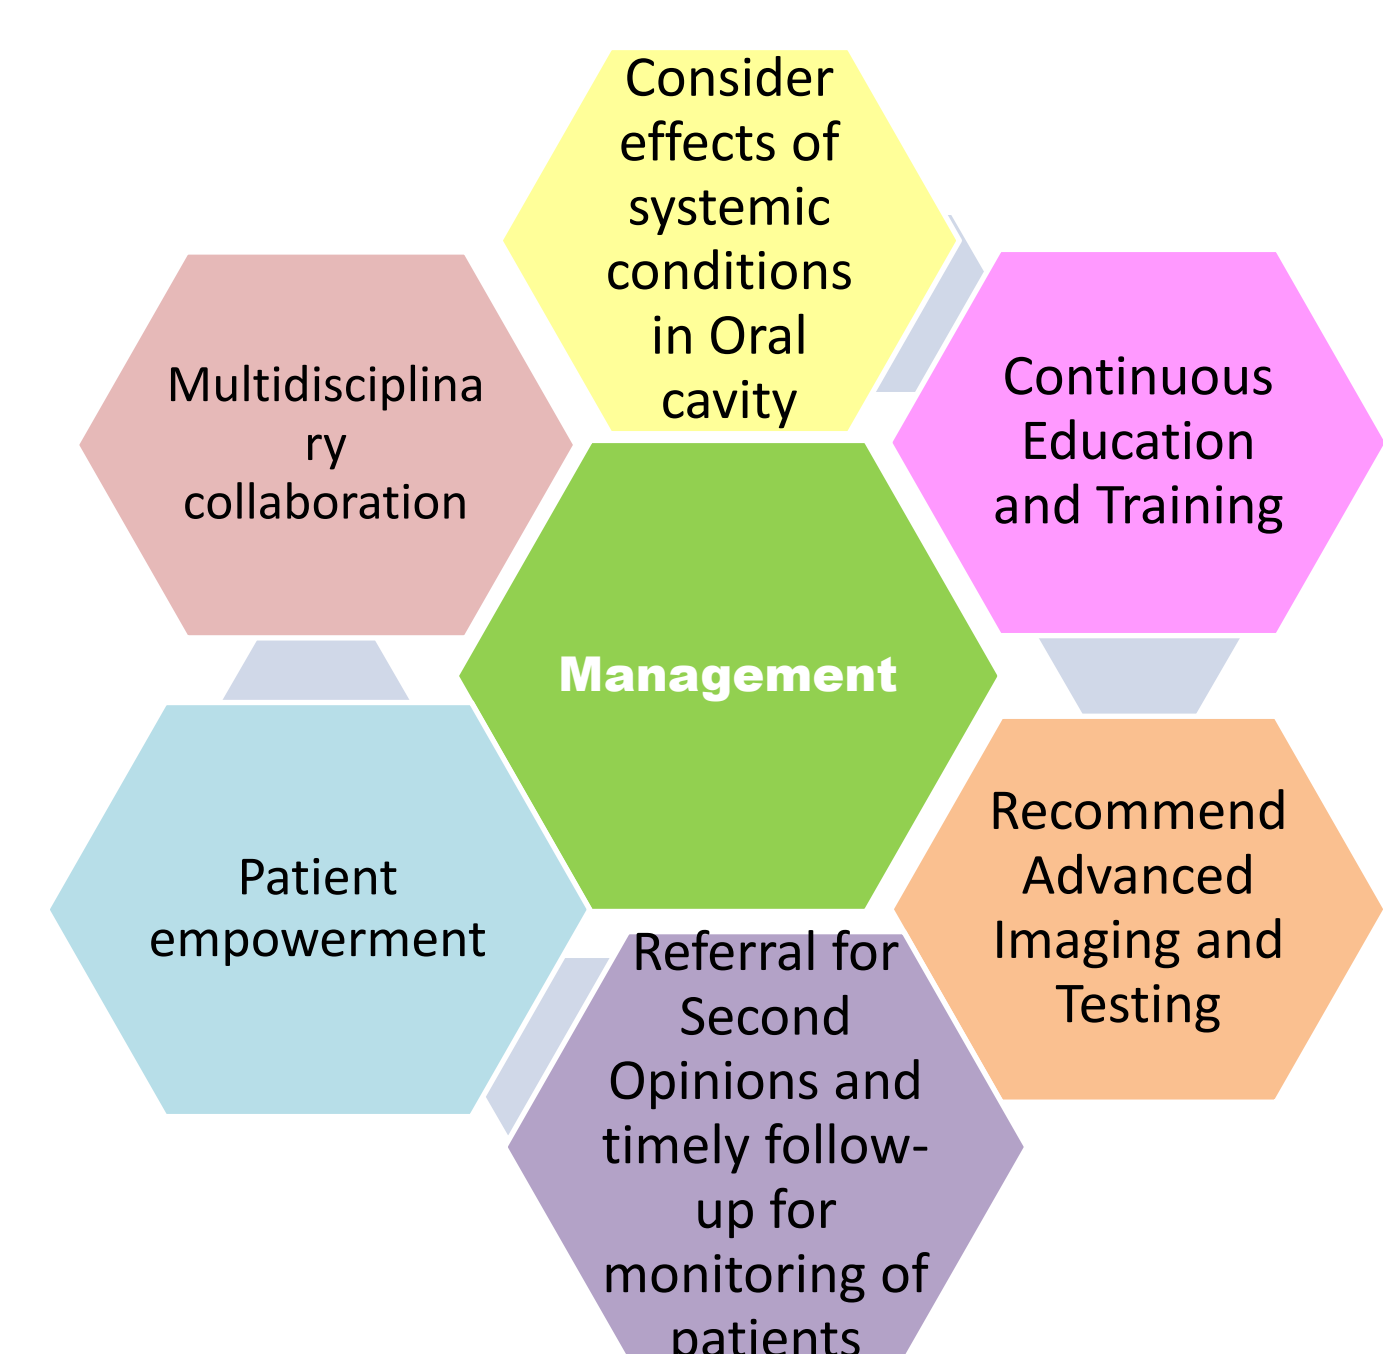 Consider
effects of
systemic
conditions
in Oral
cavity
Continuous
Education
and Training
Recommend
Advanced
Imaging and
Testing
Referral for
Second
Opinions and
timely follow-
up for
monitoring of
patients
Patient
empowerment
Multidisciplina
ry
collaboration
Management